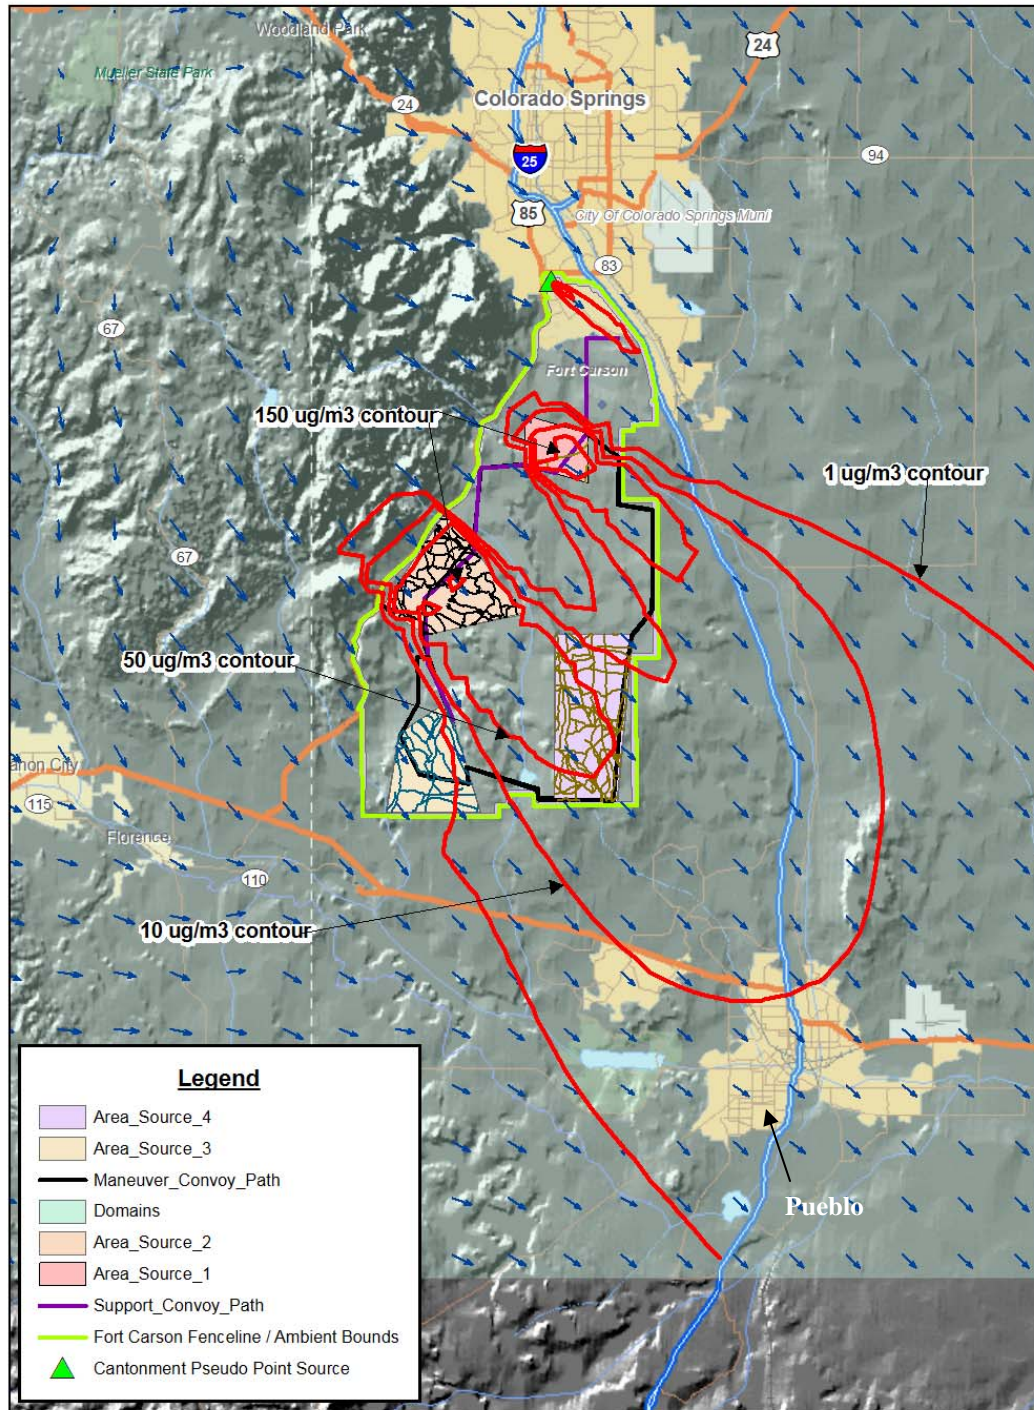 Woodland Park
24
Mueller State Park
24
Colorado Springs
94
25
85
City Of Colorado Springs Muni
83
67
Fort Carson
150 ug/m3 contour
1 ug/m3 contour
67
50 ug/m3 contour
anon City
115
Florence
110
10 ug/m3 contour
Pueblo
Legend
Area_Source_4
Area_Source_3
Maneuver_Convoy_Path
Domains
Area_Source_2
Area_Source_1
Support_Convoy_Path
Fort Carson Fenceline / Ambient Bounds
Cantonment Pseudo Point Source